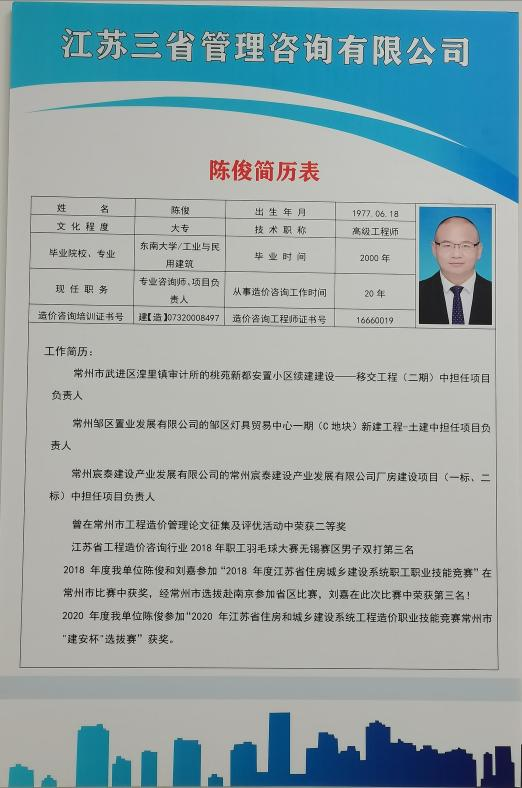 江苏三省管理咨询有限公司
陈俊简历表
姓 名 陈俊 出 生 年 月 1977.06.18
文 化 程 度 大专 技 术 职 称 高级工程师
毕业院校、专业 东南大学/工业与民用建筑 毕 业 时 间 2000 年
现 任 职 务 专业咨询师、项目负责人 从事造价咨询工作时间 20 年
造价咨询培训证书号 建【造】07320008497 造价咨询工程师证书号 16660019
工作简历：
常州市武进区湟里镇审计所的桃苑新都安置小区续建建设——移交工程（二期）中担任项目
负责人
常州邹区置业发展有限公司的邹区灯具贸易中心一期（C 地块）新建工程-土建中担任项目负
责人
常州宸泰建设产业发展有限公司的常州宸泰建设产业发展有限公司厂房建设项目（一标、二
标）中担任项目负责人
曾在常州市工程造价管理论文征集及评优活动中荣获二等奖
江苏省工程造价咨询行业 2018 年职工羽毛球大赛无锡赛区男子双打第三名
2018 年度我单位陈俊和刘嘉参加“2018 年度江苏省住房城乡建设系统职工职业技能竞赛”在
常州市比赛中获奖，经常州市选拔赴南京参加省区比赛，刘嘉在此次比赛中荣获第三名！
2020 年度我单位陈俊参加“2020 年江苏省住房和城乡建设系统工程造价职业技能竞赛常州市
"建安杯"选拔赛”获奖。